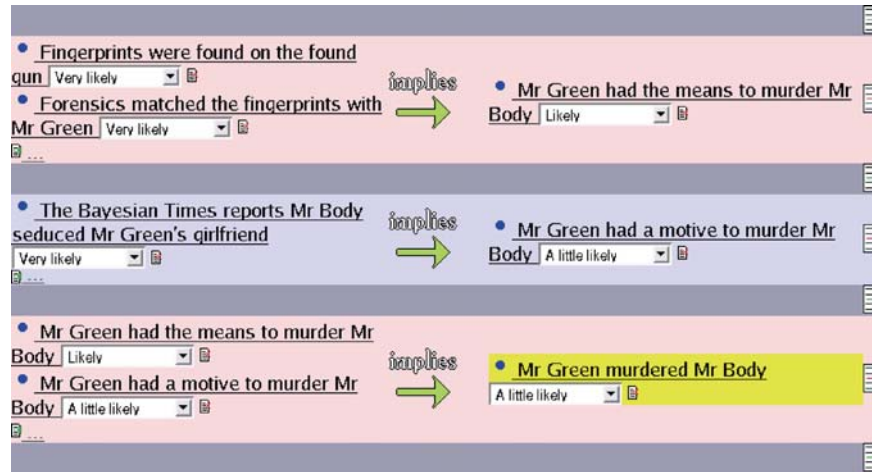 Fingerprints were found on the found
gun Very likely
Forensics matched the fingerprints with
Mr Green Very likely
...
implies
Mr Green had the means to murder Mr
Body Likely
The Bayesian Times reports Mr Body
seduced Mr Green's girlfriend
Very likely
...
implies
Mr Green had a motive to murder Mr
Body A little likely
Mr Green had the means to murder Mr
Body Likely
Mr Green had a motive to murder Mr
Body A little likely
...
implies
Mr Green murdered Mr Body
A little likely